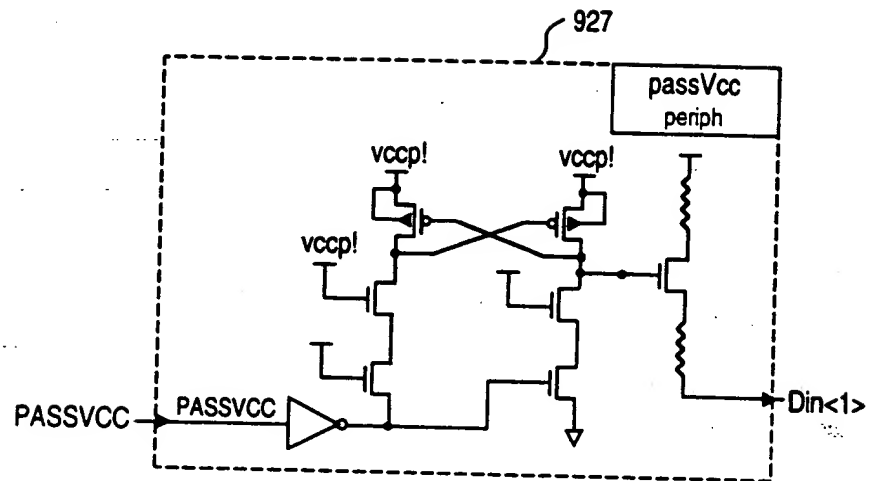 927
passVcc
periph
vccp!
vccp!
vccp!
PASSVCC
PASSVCC
Din<1>